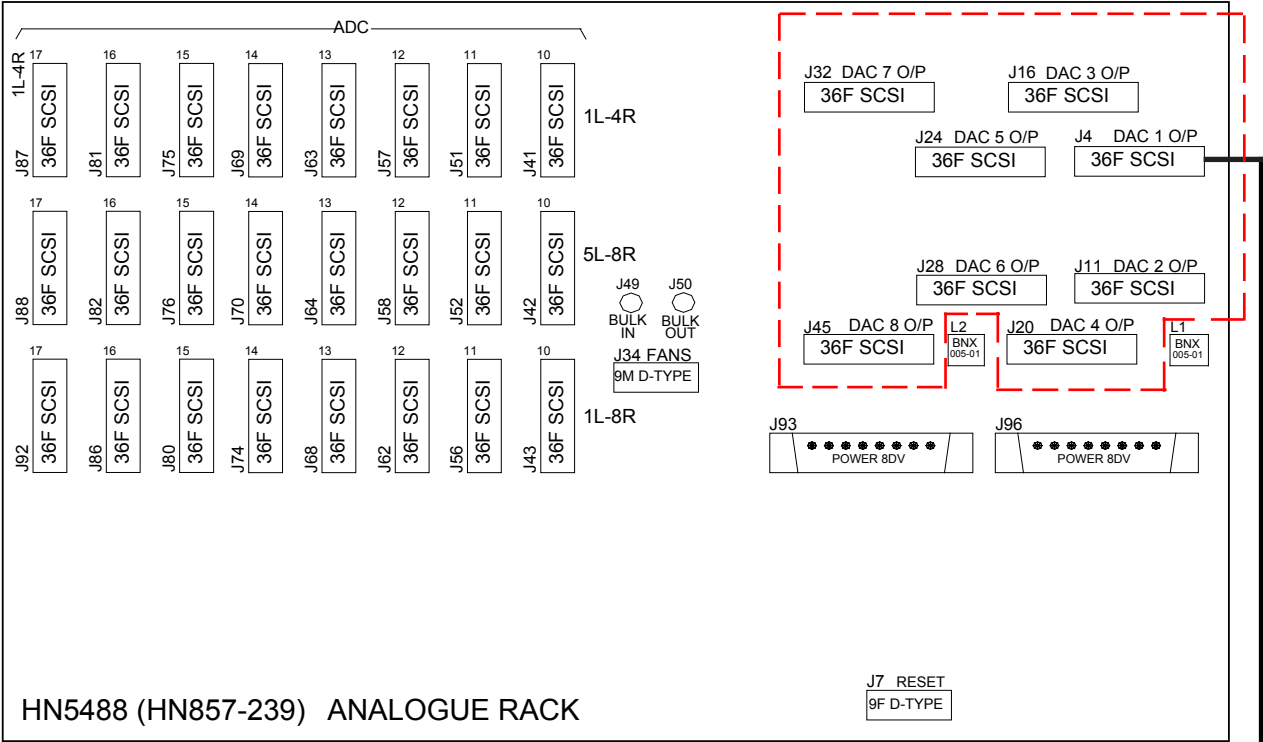 ADC
1L-4R
17 16 15 14 13 12 11 10
J87 36F SCSI
J81 36F SCSI
J75 36F SCSI
J69 36F SCSI
J63 36F SCSI
J57 36F SCSI
J51 36F SCSI
J41 36F SCSI
1L-4R
17 16 15 14 13 12 11 10
J88 36F SCSI
J82 36F SCSI
J76 36F SCSI
J70 36F SCSI
J64 36F SCSI
J58 36F SCSI
J52 36F SCSI
J42 36F SCSI
5L-8R
17 16 15 14 13 12 11 10
J92 36F SCSI
J86 36F SCSI
J80 36F SCSI
J74 36F SCSI
J68 36F SCSI
J62 36F SCSI
J56 36F SCSI
J43 36F SCSI
1L-8R
J49
BULK
IN
J50
BULK
OUT
J34 FANS
9M D-TYPE
J32 DAC 7 O/P
36F SCSI
J16 DAC 3 O/P
36F SCSI
J24 DAC 5 O/P
36F SCSI
J4 DAC 1 O/P
36F SCSI
J28 DAC 6 O/P
36F SCSI
J11 DAC 2 O/P
36F SCSI
J45 DAC 8 O/P
36F SCSI
L2
BNX
005-01
J20 DAC 4 O/P
36F SCSI
L1
BNX
005-01
J93
POWER 8DV
J96
POWER 8DV
J7 RESET
9F D-TYPE
HN5488 (HN857-239) ANALOGUE RACK